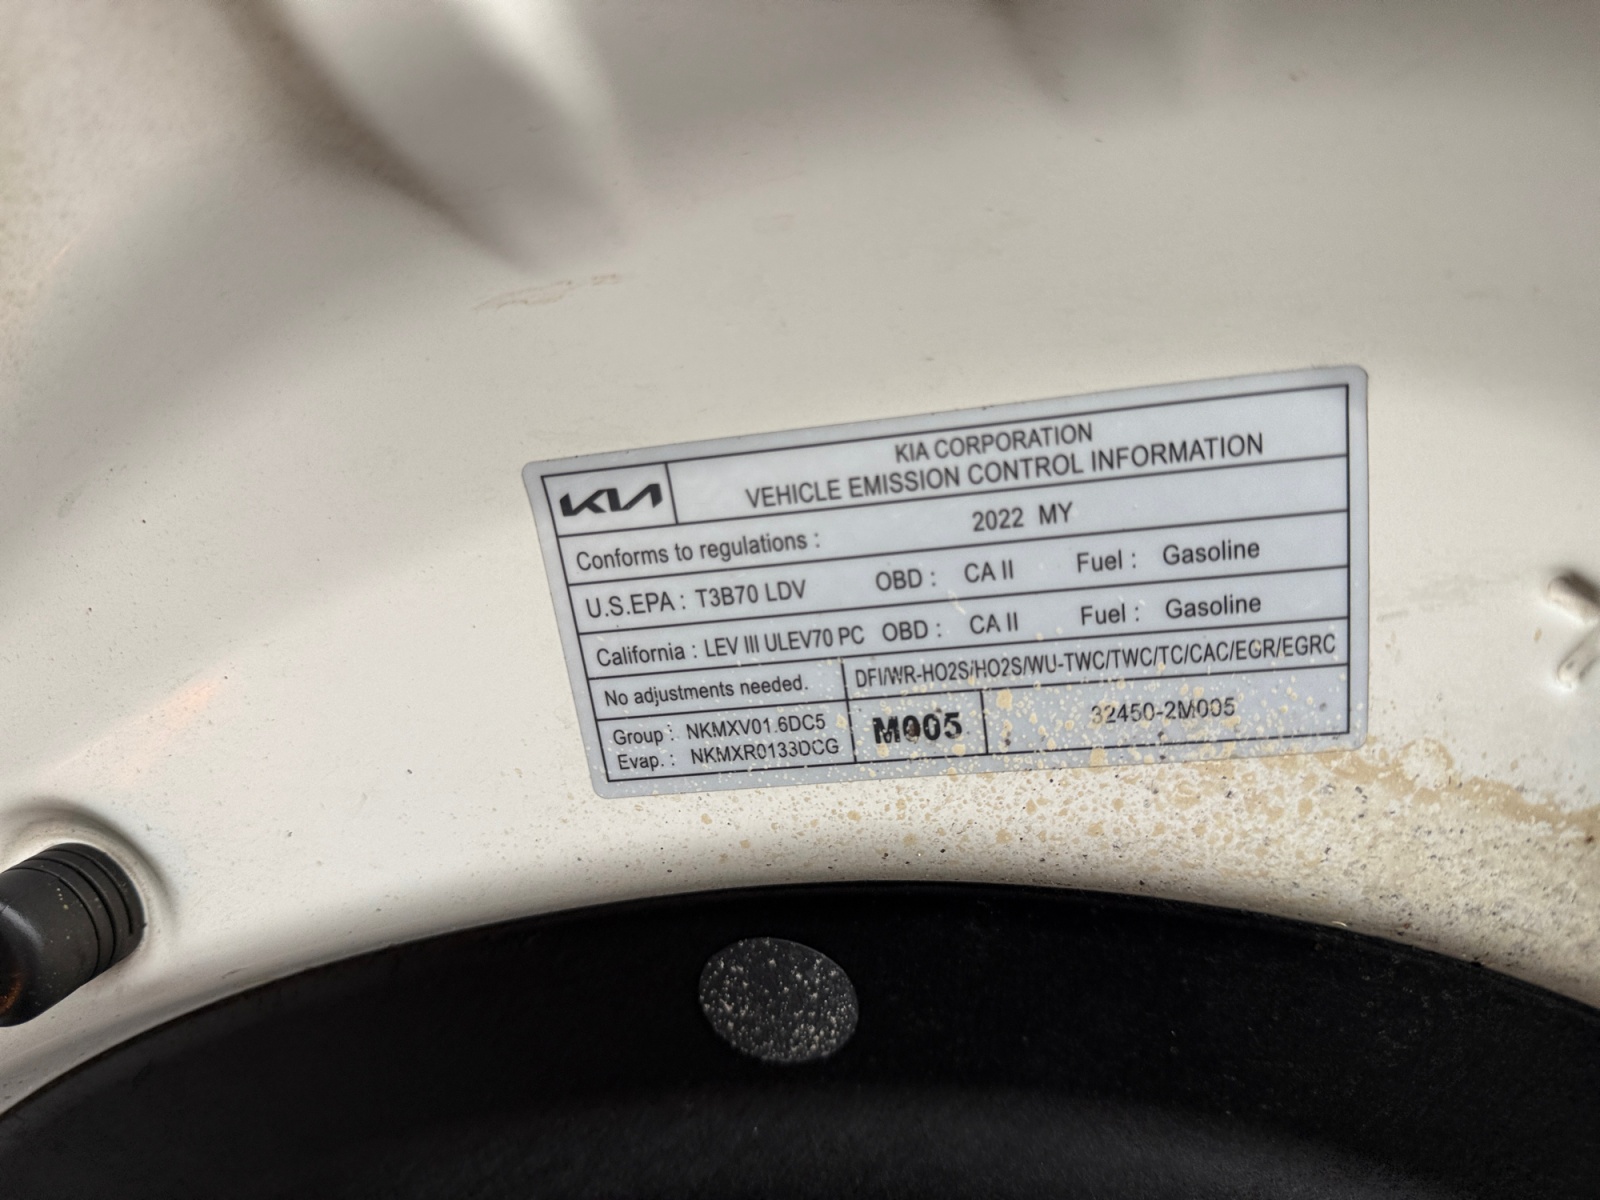 KIA
KIA CORPORATION
VEHICLE EMISSION CONTROL INFORMATION
Conforms to regulations : 2022 MY
U.S.EPA : T3B70 LDV OBD : CA II Fuel : Gasoline
California : LEV III ULEV70 PC OBD : CA II Fuel : Gasoline
No adjustments needed. DFI/WR-HO2S/HO2S/WU-TWC/TWC/TC/CAC/EGR/EGRC
Group : NKMXV01.6DC5
Evap. : NKMXR0133DCG
M005
32450-2M005